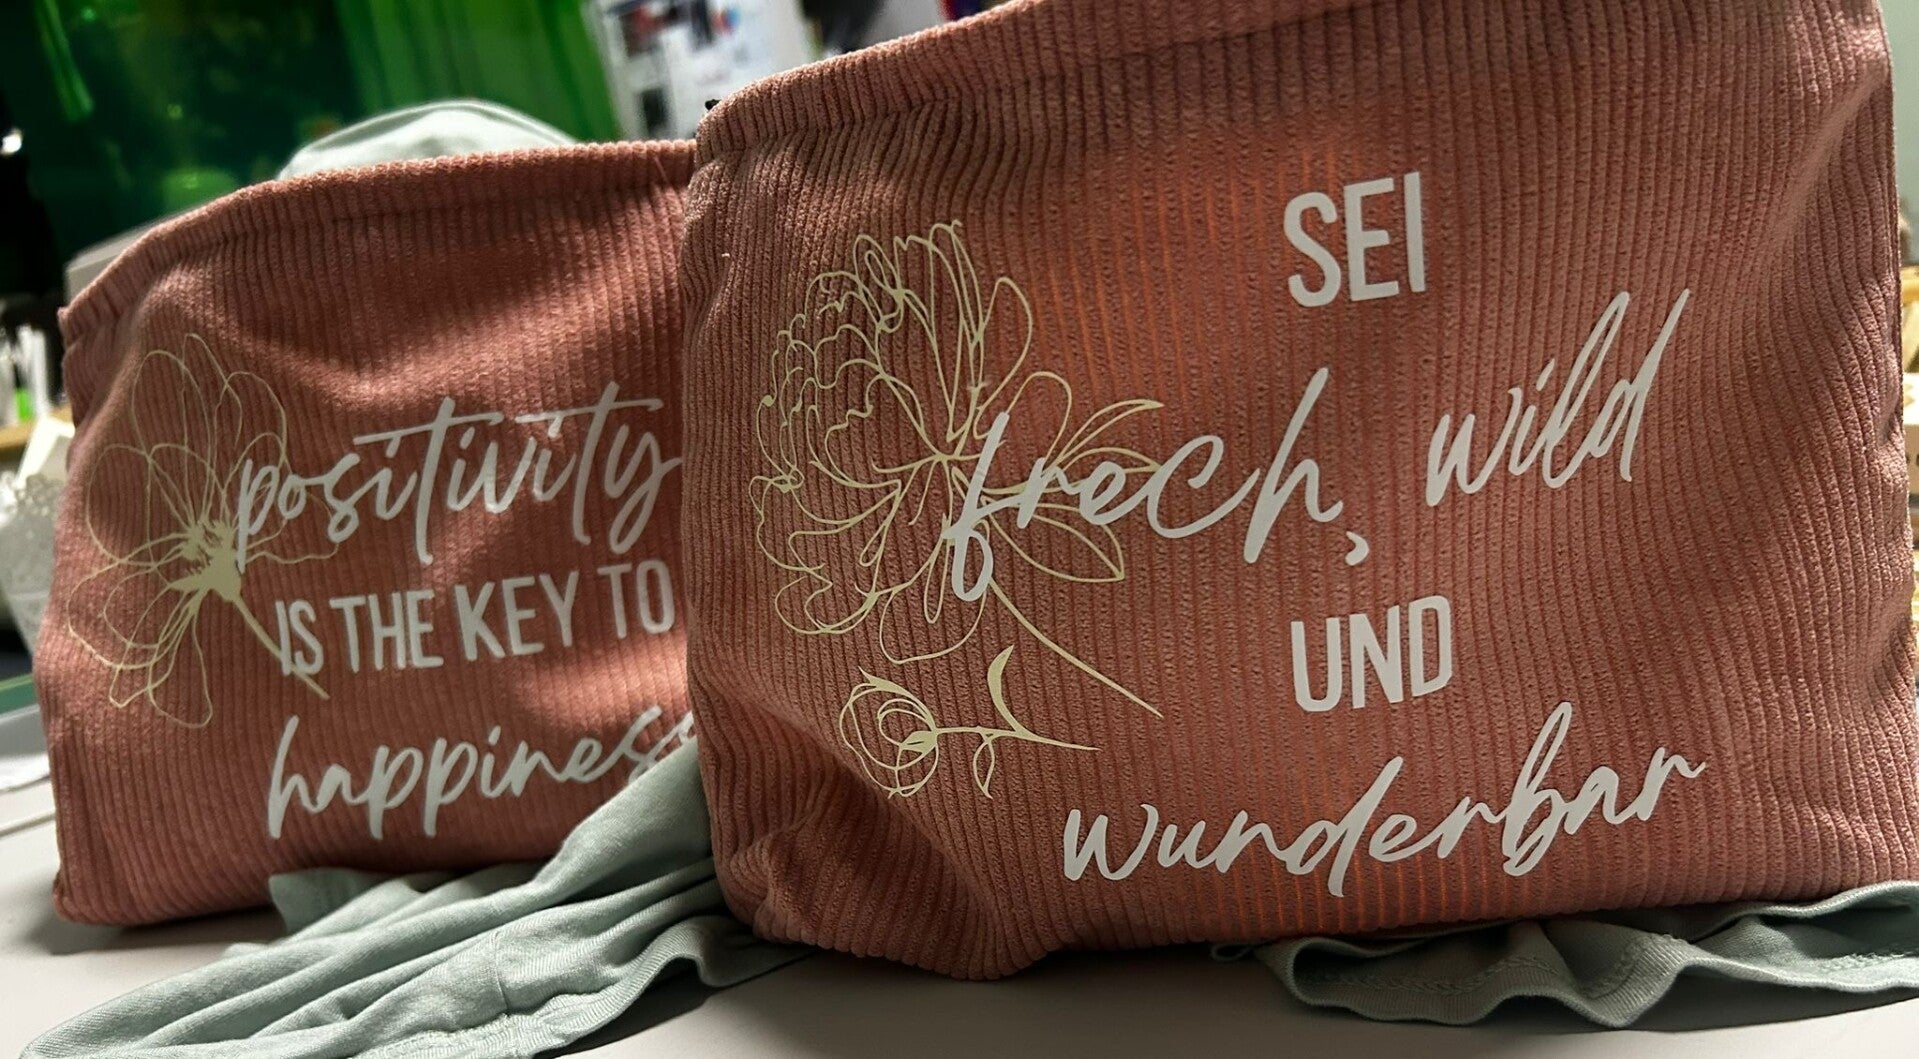 positivity
IS THE KEY TO
happiness
SEI
frech, wild
UND
wunderbar